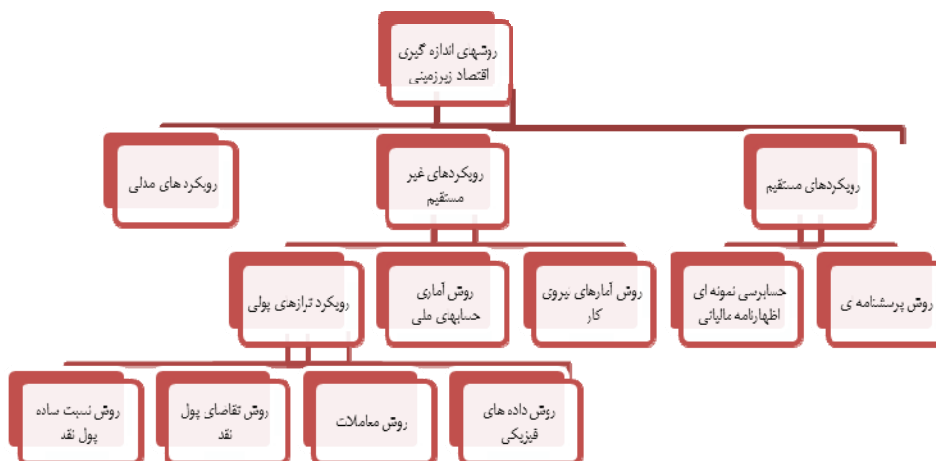 روشهای اندازه گیری
اقتصاد زیرزمینی
رویکردهای مستقیم
رویکردهای غیر
مستقیم
رویکردهای مدلی
روش پرسشنامه ی
حسابرسی نمونه ای
اظهارنامه مالیاتی
روش آمارهای نیروی
کار
روش آماری
حسابهای ملی
رویکرد ترازهای پولی
روش داده های
فیزیکی
روش معاملات
روش تقاضای پول
نقد
روش نسبت ساده
پول نقد